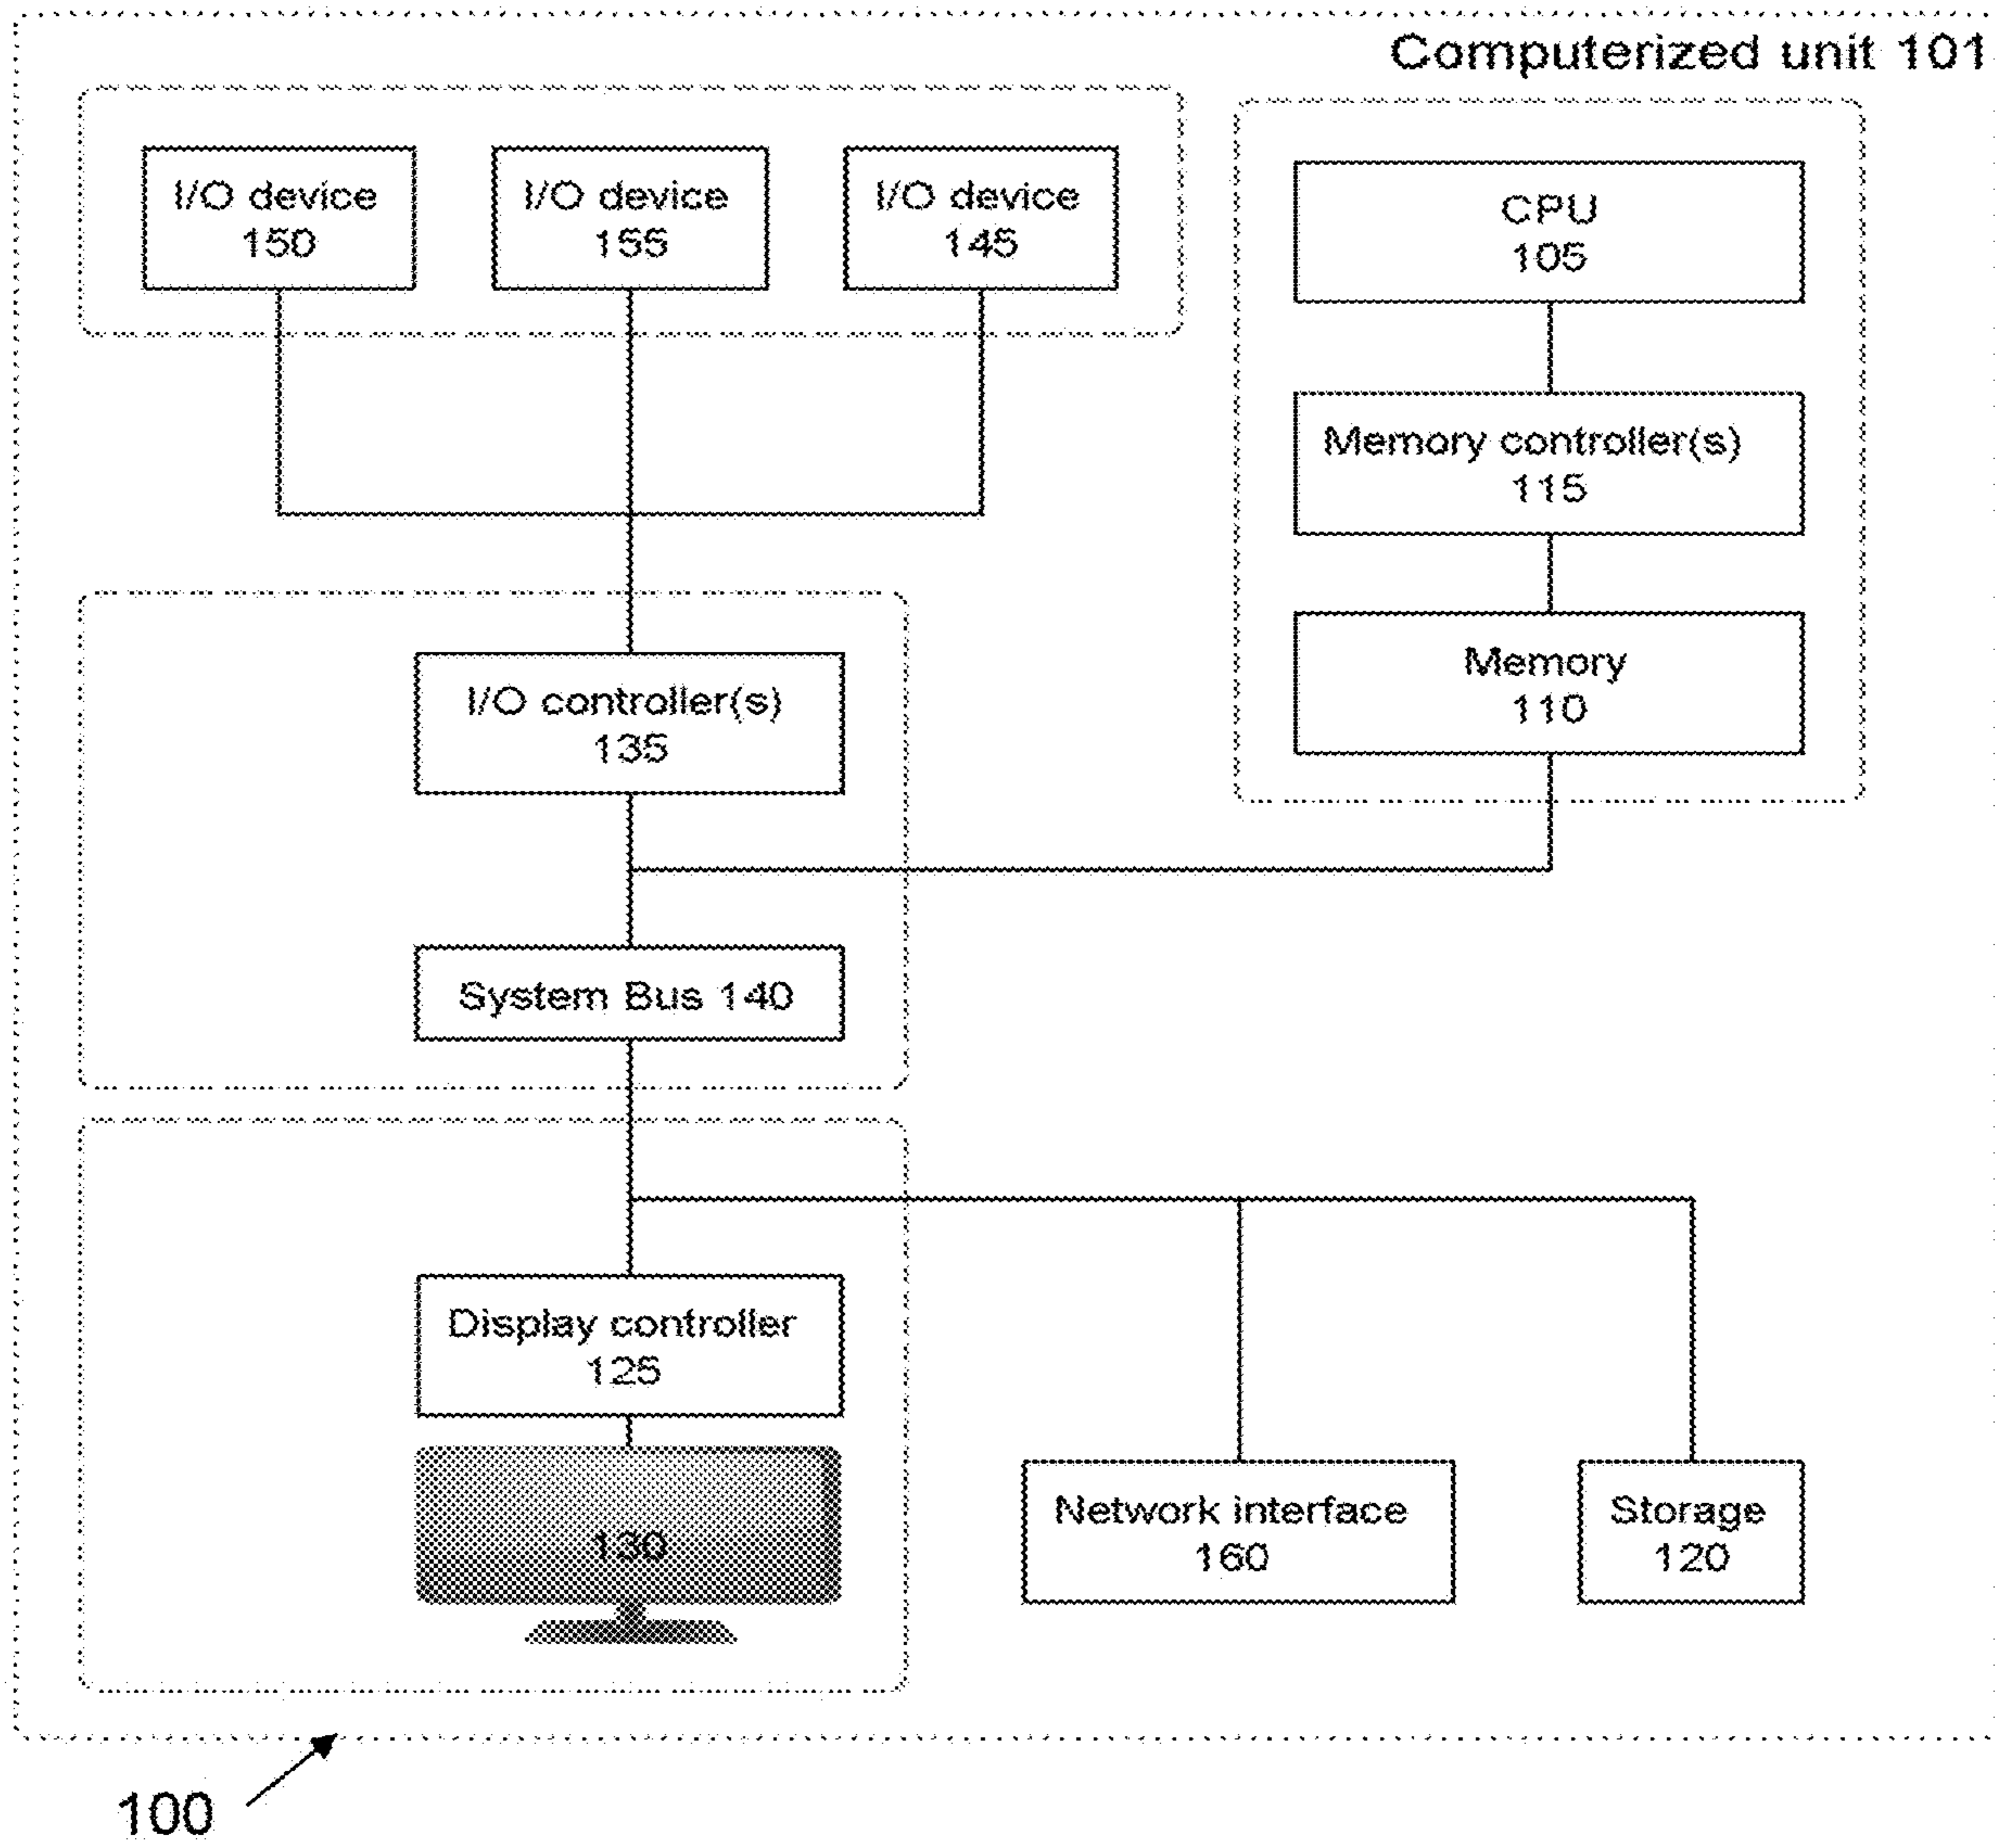 Computerized unit 101
I/O device
150
I/O device
155
I/O device
145
CPU
105
Memory controller(s)
115
Memory
110
I/O controller(s)
135
System Bus 140
Display controller
125
130
Network interface
160
Storage
120
100